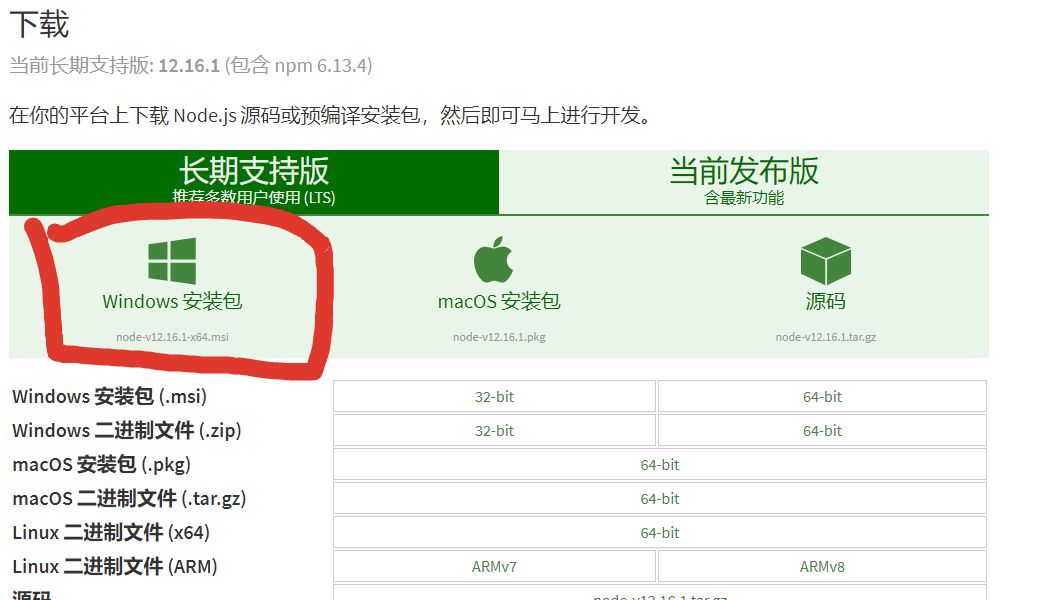 下载
当前长期支持版: 12.16.1 (包含 npm 6.13.4)
在你的平台上下载 Node.js 源码或预编译安装包，然后即可马上进行开发。
长期支持版
推荐多数用户使用 (LTS)
当前发布版
含最新功能
Windows 安装包
node-v12.16.1-x64.msi
macOS 安装包
node-v12.16.1.pkg
源码
node-v12.16.1.tar.gz
Windows 安装包 (.msi) 32-bit 64-bit
Windows 二进制文件 (.zip) 32-bit 64-bit
macOS 安装包 (.pkg) 64-bit
macOS 二进制文件 (.tar.gz) 64-bit
Linux 二进制文件 (x64) 64-bit
Linux 二进制文件 (ARM) ARMv7 ARMv8
源码 node-v12.16.1.tar.gz